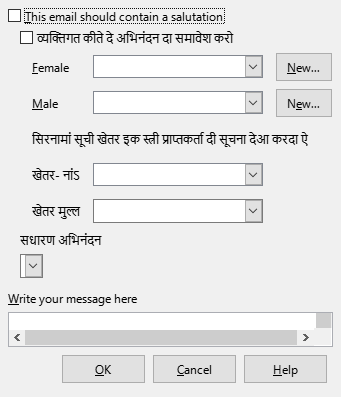 This email should contain a salutation
व्यक्तिगत कीते दे अभिनंदन दा समावेश करो
Female
New...
Male
New...
सिरनामां सूची खेतर इक स्त्री प्राप्तकर्ता दी सूचना देआ करदा ऐ
खेतर- नांऽ
खेतर मुल्ल
सधारण अभिनंदन
Write your message here
OK
Cancel
Help